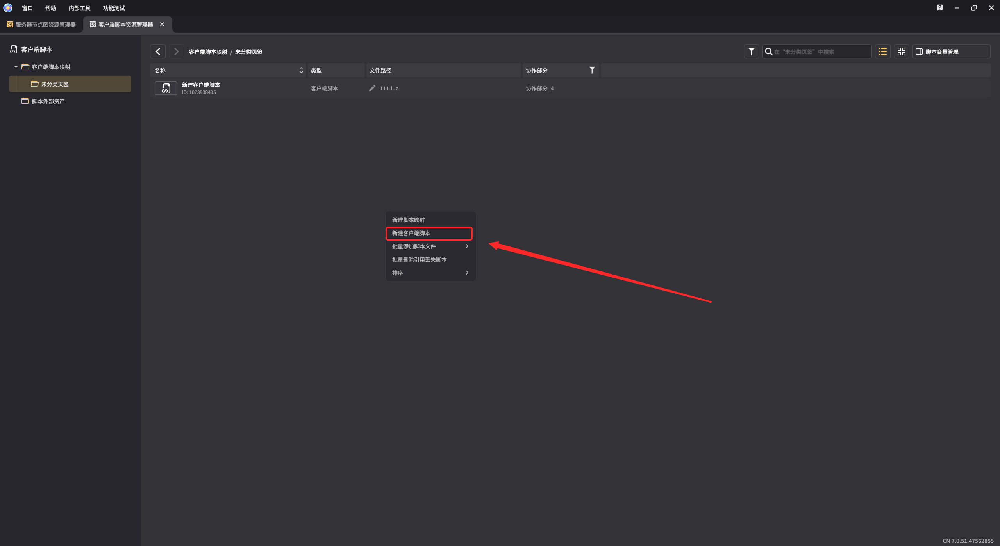 窗口 帮助 内部工具 功能测试
服务器节点图资源管理器 客户端脚本资源管理器
客户端脚本
客户端脚本映射
未分类页签
脚本外部资产
客户端脚本映射 / 未分类页签
在“未分类页签”中搜索
脚本变量管理
名称 类型 文件路径 协作部分
新建客户端脚本
ID: 1073938435
客户端脚本 111.lua 协作部分_4
新建脚本映射
新建客户端脚本
批量添加脚本文件
批量删除引用丢失脚本
排序
CN 7.0.51.47562855